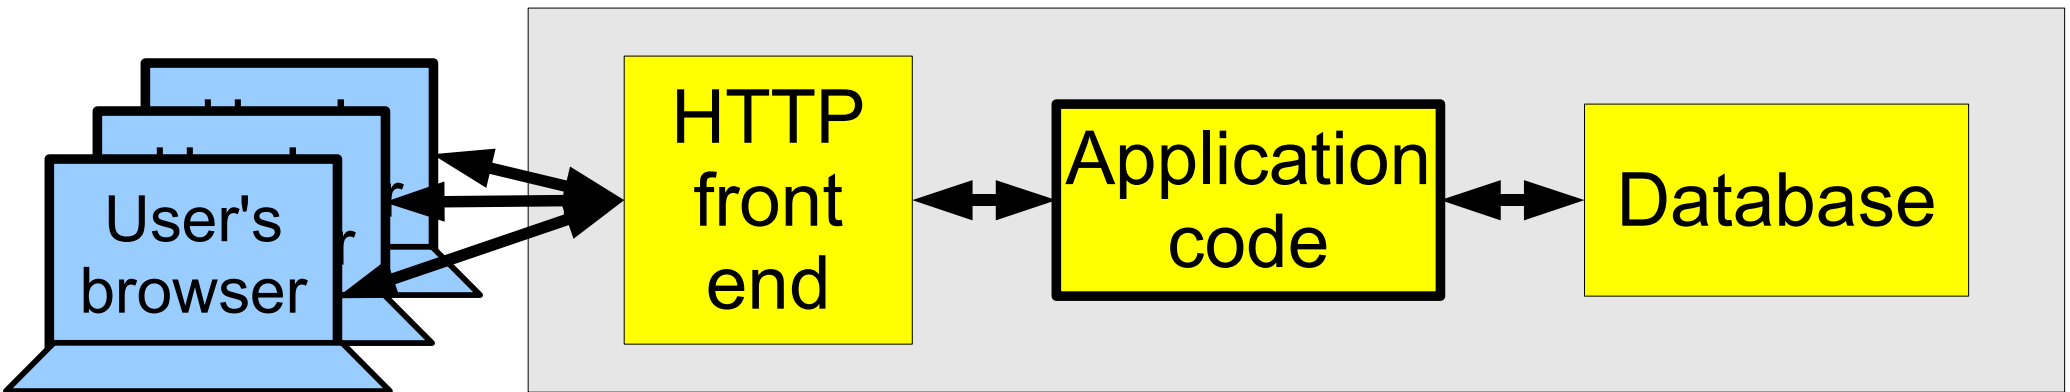 User's
browser
HTTP
front
end
Application
code
Database